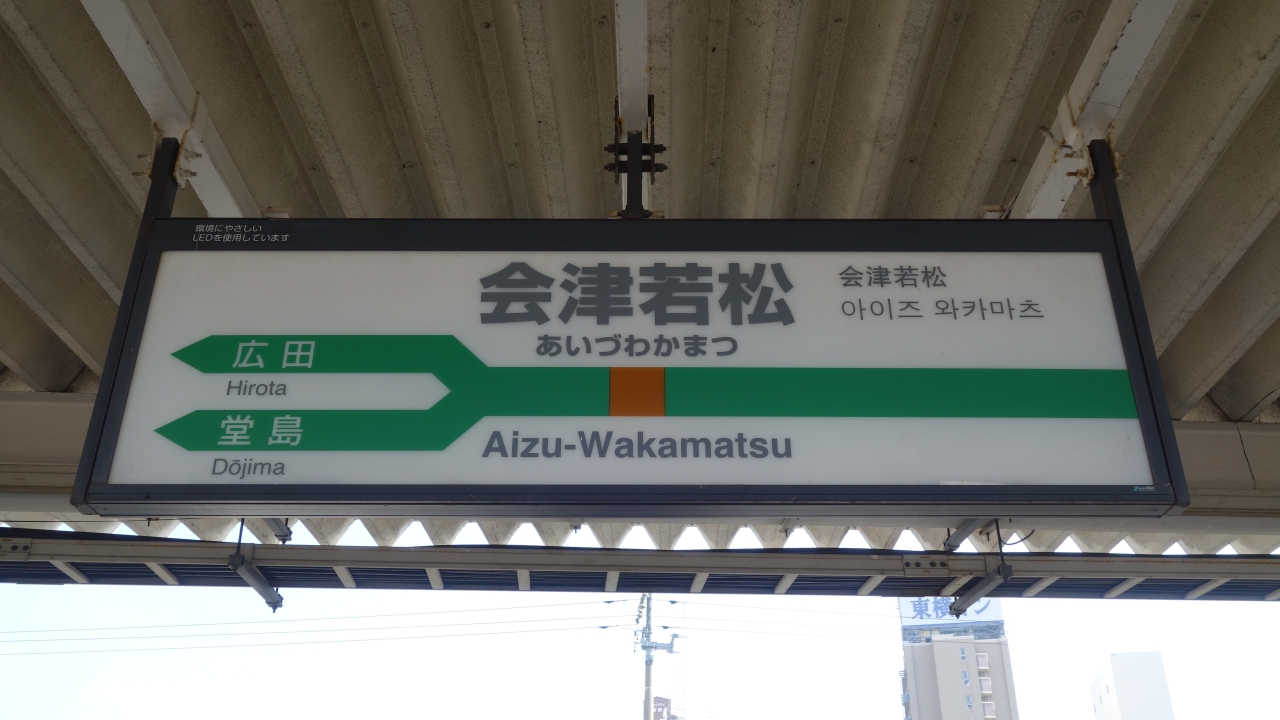 環境にやさしい
LEDを使用しています
会津若松
会津若松
아이즈 와카마츠
あいづわかまつ
広田
Hirota
堂島
Dōjima
Aizu-Wakamatsu
東横イン